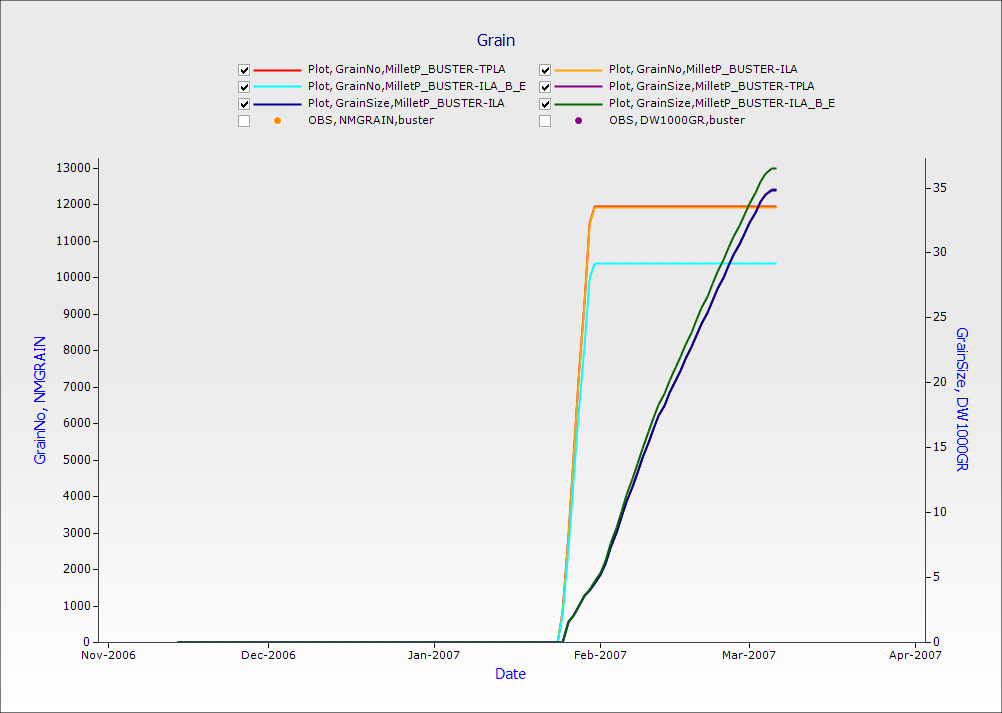 Grain
Plot, GrainNo,MilletP_BUSTER-TPLA Plot, GrainNo,MilletP_BUSTER-ILA
Plot, GrainNo,MilletP_BUSTER-ILA_B_E Plot, GrainSize,MilletP_BUSTER-TPLA
Plot, GrainSize,MilletP_BUSTER-ILA Plot, GrainSize,MilletP_BUSTER-ILA_B_E
OBS, NMGRAIN,buster OBS, DW1000GR,buster
13000
12000
11000
10000
9000
8000
7000
6000
5000
4000
3000
2000
1000
0
GrainNo, NMGRAIN
35
30
25
20
15
10
5
0
GrainSize, DW1000GR
Nov-2006 Dec-2006 Jan-2007 Feb-2007 Mar-2007 Apr-2007
Date